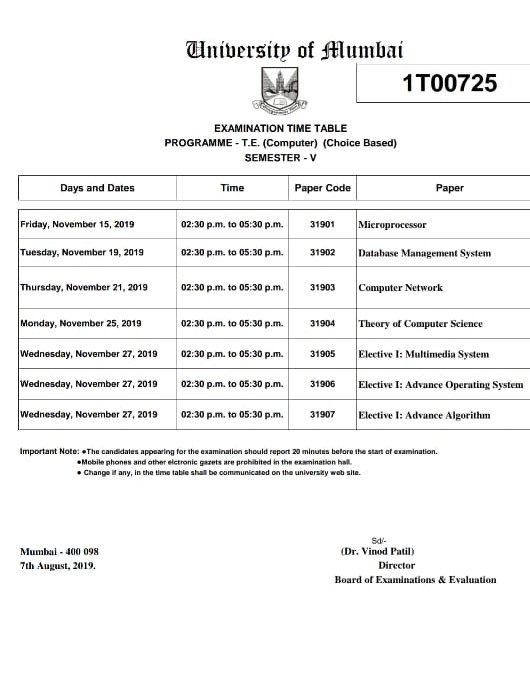 University of Mumbai
1T00725
EXAMINATION TIME TABLE
PROGRAMME - T.E. (Computer) (Choice Based)
SEMESTER - V
Days and Dates Time Paper Code Paper
Friday, November 15, 2019 02:30 p.m. to 05:30 p.m. 31901 Microprocessor
Tuesday, November 19, 2019 02:30 p.m. to 05:30 p.m. 31902 Database Management System
Thursday, November 21, 2019 02:30 p.m. to 05:30 p.m. 31903 Computer Network
Monday, November 25, 2019 02:30 p.m. to 05:30 p.m. 31904 Theory of Computer Science
Wednesday, November 27, 2019 02:30 p.m. to 05:30 p.m. 31905 Elective I: Multimedia System
Wednesday, November 27, 2019 02:30 p.m. to 05:30 p.m. 31906 Elective I: Advance Operating System
Wednesday, November 27, 2019 02:30 p.m. to 05:30 p.m. 31907 Elective I: Advance Algorithm
Important Note: ●The candidates appearing for the examination should report 20 minutes before the start of examination.
●Mobile phones and other elctronic gazets are prohibited in the examination hall.
● Change if any, in the time table shall be communicated on the university web site.
Sd/-
Mumbai - 400 098 (Dr. Vinod Patil)
7th August, 2019. Director
Board of Examinations & Evaluation